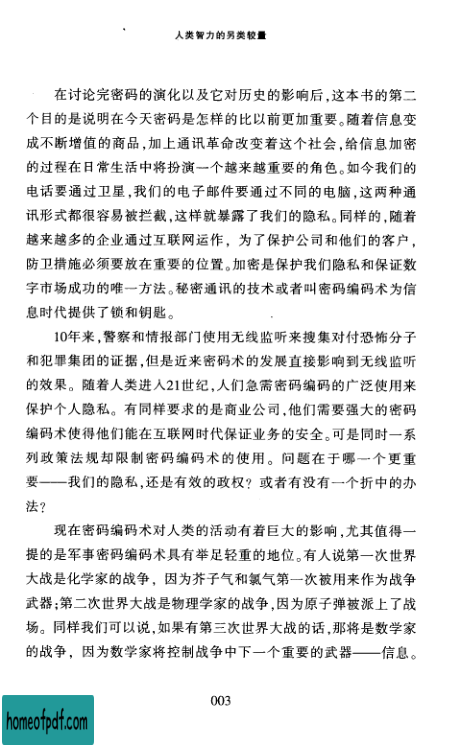 人类智力的另类较量
在讨论完密码的演化以及它对历史的影响后,这本书的第二
个目的是说明在今天密码是怎样的比以前更加重要。随着信息变
成不断增值的商品,加上通讯革命改变着这个社会,给信息加密
的过程在日常生活中将扮演一个越来越重要的角色。如今我们的
电话要通过卫星,我们的电子邮件要通过不同的电脑,这两种通
讯形式都很容易被拦截,这样就暴露了我们的隐私。同样的,随着
越来越多的企业通过互联网运作，为了保护公司和他们的客户，
防卫措施必须要放在重要的位置。加密是保护我们隐私和保证数
字市场成功的唯一方法。秘密通讯的技术或者叫密码编码术为信
息时代提供了锁和钥匙。
10年来,警察和情报部门使用无线监听来搜集对付恐怖分子
和犯罪集团的证据,但是近来密码术的发展直接影响到无线监听
的效果。随着人类进入21世纪,人们急需密码编码的广泛使用来
保护个人隐私。有同样要求的是商业公司,他们需要强大的密码
编码术使得他们能在互联网时代保证业务的安全。可是同时一系
列政策法规却限制密码编码术的使用。问题在于哪一个更重
要——我们的隐私,还是有效的政权？或者有没有一个折中的办
法？
现在密码编码术对人类的活动有着巨大的影响,尤其值得一
提的是军事密码编码术具有举足轻重的地位。有人说第一次世界
大战是化学家的战争，因为芥子气和氯气第一次被用来作为战争
武器;第二次世界大战是物理学家的战争,因为原子弹被派上了战
场。同样我们可以说,如果有第三次世界大战的话,那将是数学家
的战争，因为数学家将控制战争中下一个重要的武器——信息。
003
homeofpdf.com